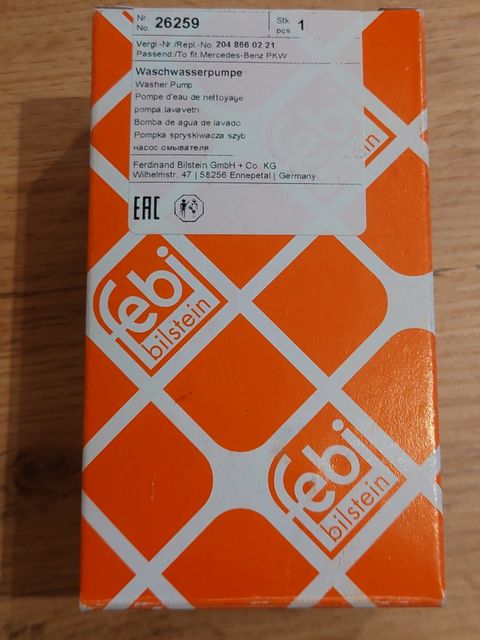 Nr.
No. 26259
Stk
pcs 1
Vergl.-Nr./Repl.-No. 204 866 02 21
Passend./To fit.Mercedes-Benz PKW
Waschwasserpumpe
Washer Pump
Pompe d'eau de nettoyage
pompa lavavetri
Bomba de agua de lavado
Pompka spryskiwacza szyb
насос омывателя
Ferdinand Bilstein GmbH + Co. KG
Wilhelmstr. 47 | 58256 Ennepetal | Germany
EAC
febi
bilstein
febi
bilstein